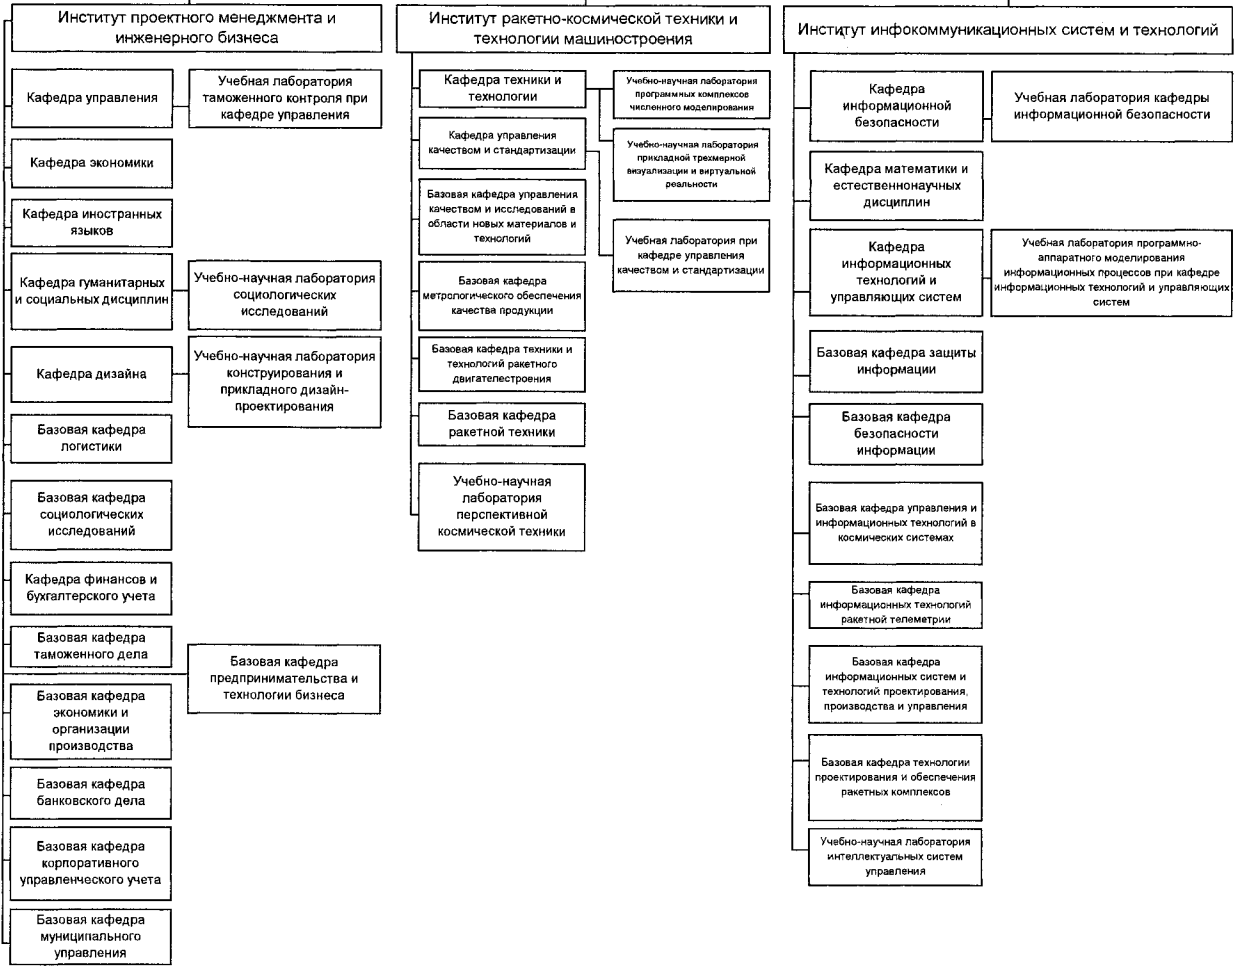 Институт проектного менеджмента и
инженерного бизнеса
Кафедра управления
Учебная лаборатория
таможенного контроля при
кафедре управления
Кафедра экономики
Кафедра иностранных
языков
Кафедра гуманитарных
и социальных дисциплин
Учебно-научная лаборатория
социологических
исследований
Кафедра дизайна
Учебно-научная лаборатория
конструирования и
прикладного дизайн-
проектирования
Базовая кафедра
логистики
Базовая кафедра
социологических
исследований
Кафедра финансов и
бухгалтерского учета
Базовая кафедра
таможенного дела
Базовая кафедра
предпринимательства и
технологии бизнеса
Базовая кафедра
экономики и
организации
производства
Базовая кафедра
банковского дела
Базовая кафедра
корпоративного
управленческого учета
Базовая кафедра
муниципального
управления
Институт ракетно-космической техники и
технологии машиностроения
Кафедра техники и
технологии
Учебно-научная лаборатория
программных комплексов
численного моделирования
Кафедра управления
качеством и стандартизации
Учебно-научная лаборатория
прикладной трехмерной
визуализации и виртуальной
реальности
Базовая кафедра управления
качеством и исследований в
области новых материалов и
технологий
Учебная лаборатория при
кафедре управления
качеством и стандартизации
Базовая кафедра
метрологического обеспечения
качества продукции
Базовая кафедра техники и
технологий ракетного
двигателестроения
Базовая кафедра
ракетной техники
Учебно-научная
лаборатория
перспективной
космической техники
Институт инфокоммуникационных систем и технологий
Кафедра
информационной
безопасности
Учебная лаборатория кафедры
информационной безопасности
Кафедра математики и
естественнонаучных
дисциплин
Кафедра
информационных
технологий и
управляющих систем
Учебная лаборатория программно-
аппаратного моделирования
информационных процессов при кафедре
информационных технологий и управляющих
систем
Базовая кафедра защиты
информации
Базовая кафедра
безопасности
информации
Базовая кафедра управления и
информационных технологий в
космических системах
Базовая кафедра
информационных технологий
ракетной телеметрии
Базовая кафедра
информационных систем и
технологий проектирования,
производства и управления
Базовая кафедра технологии
проектирования и обеспечения
ракетных комплексов
Учебно-научная лаборатория
интеллектуальных систем
управления